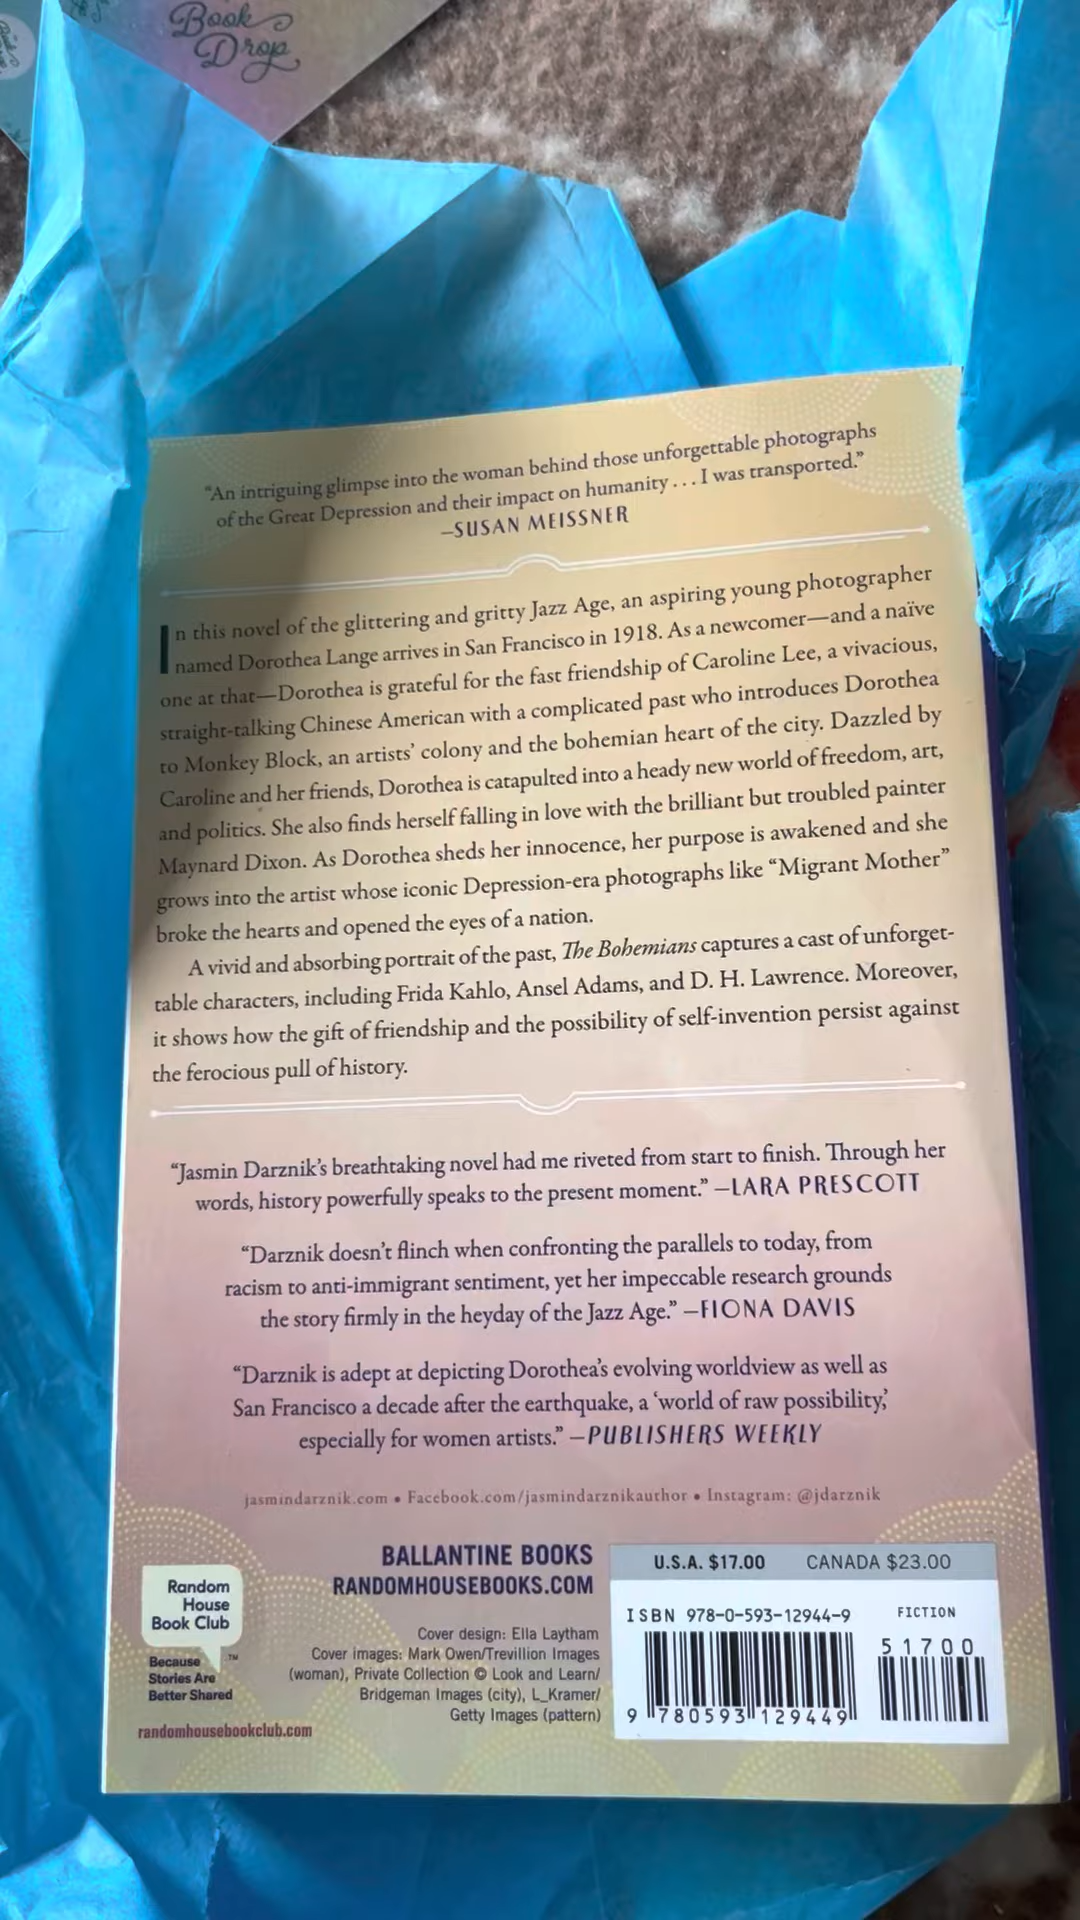 Book
Drop
“An intriguing glimpse into the woman behind those unforgettable photographs
of the Great Depression and their impact on humanity . . . I was transported.”
—SUSAN MEISSNER
In this novel of the glittering and gritty Jazz Age, an aspiring young photographer
named Dorothea Lange arrives in San Francisco in 1918. As a newcomer—and a naïve
one at that—Dorothea is grateful for the fast friendship of Caroline Lee, a vivacious,
straight-talking Chinese American with a complicated past who introduces Dorothea
to Monkey Block, an artists’ colony and the bohemian heart of the city. Dazzled by
Caroline and her friends, Dorothea is catapulted into a heady new world of freedom, art,
and politics. She also finds herself falling in love with the brilliant but troubled painter
Maynard Dixon. As Dorothea sheds her innocence, her purpose is awakened and she
grows into the artist whose iconic Depression-era photographs like “Migrant Mother”
broke the hearts and opened the eyes of a nation.
A vivid and absorbing portrait of the past, The Bohemians captures a cast of unforget-
table characters, including Frida Kahlo, Ansel Adams, and D. H. Lawrence. Moreover,
it shows how the gift of friendship and the possibility of self-invention persist against
the ferocious pull of history.
“Jasmin Darznik’s breathtaking novel had me riveted from start to finish. Through her
words, history powerfully speaks to the present moment.” —LARA PRESCOTT
“Darznik doesn’t flinch when confronting the parallels to today, from
racism to anti-immigrant sentiment, yet her impeccable research grounds
the story firmly in the heyday of the Jazz Age.” —FIONA DAVIS
“Darznik is adept at depicting Dorothea’s evolving worldview as well as
San Francisco a decade after the earthquake, a ‘world of raw possibility,’
especially for women artists.” —PUBLISHERS WEEKLY
jasmindarznik.com • Facebook.com/jasmindarznikauthor • Instagram: @jdarznik
Random
House
Book Club
™
Because
Stories Are
Better Shared
randomhousebookclub.com
BALLANTINE BOOKS
RANDOMHOUSEBOOKS.COM
Cover design: Ella Laytham
Cover images: Mark Owen/Trevillion Images
(woman), Private Collection © Look and Learn/
Bridgeman Images (city), L_Kramer/
Getty Images (pattern)
U.S.A. $17.00 CANADA $23.00
ISBN 978-0-593-12944-9 FICTION
51700
9 780593 129449